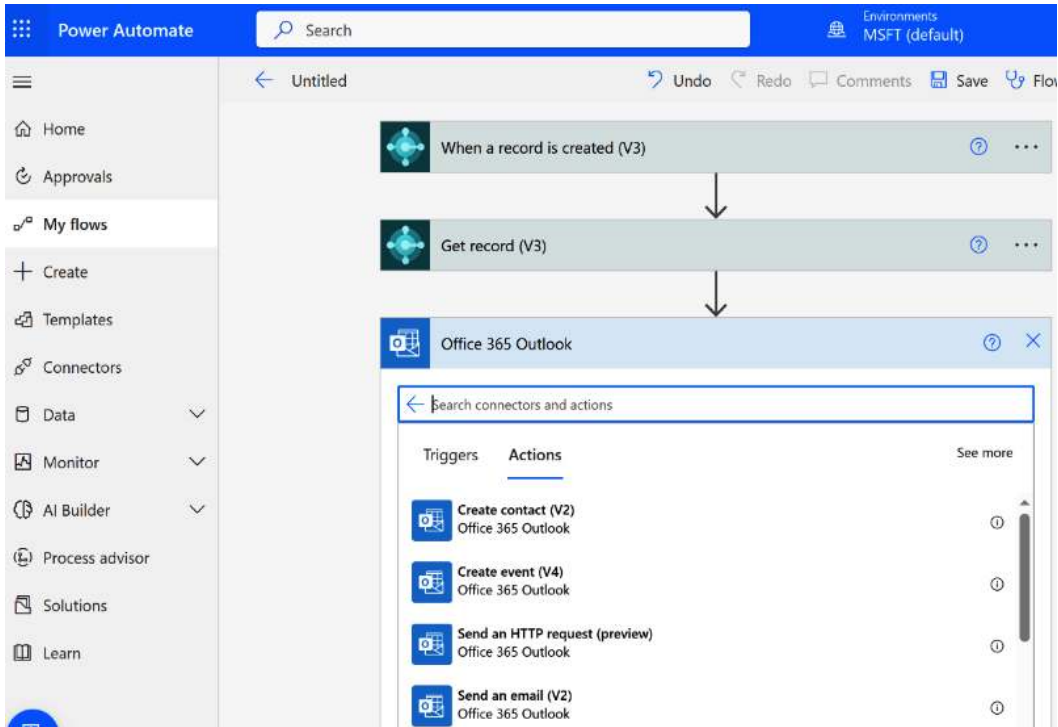 Power Automate
Search
Environments
MSFT (default)
Untitled
Undo
Redo
Comments
Save
Flow
Home
Approvals
My flows
Create
Templates
Connectors
Data
Monitor
AI Builder
Process advisor
Solutions
Learn
When a record is created (V3)
Get record (V3)
Office 365 Outlook
Search connectors and actions
Triggers
Actions
See more
Create contact (V2)
Office 365 Outlook
Create event (V4)
Office 365 Outlook
Send an HTTP request (preview)
Office 365 Outlook
Send an email (V2)
Office 365 Outlook